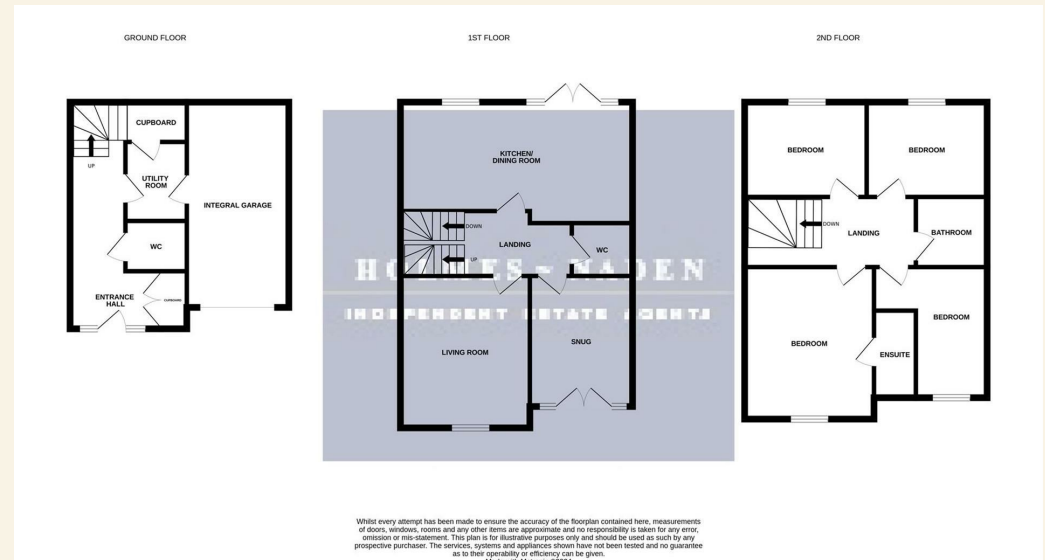 GROUND FLOOR
1ST FLOOR
2ND FLOOR
CUPBOARD
UP
UTILITY
ROOM
INTEGRAL GARAGE
WC
ENTRANCE
HALL
CUPBOARD
KITCHEN/
DINING ROOM
DOWN
LANDING
UP
WC
HOLMES ~ NADEN
INDEPENDENT ESTATE AGENTS
LIVING ROOM
SNUG
BEDROOM
BEDROOM
DOWN
LANDING
BATHROOM
BEDROOM
BEDROOM
ENSUITE
Whilst every attempt has been made to ensure the accuracy of the floorplan contained here, measurements
of doors, windows, rooms and any other items are approximate and no responsibility is taken for any error,
omission or mis-statement. This plan is for illustrative purposes only and should be used as such by any
prospective purchaser. The services, systems and appliances shown have not been tested and no guarantee
as to their operability or efficiency can be given.